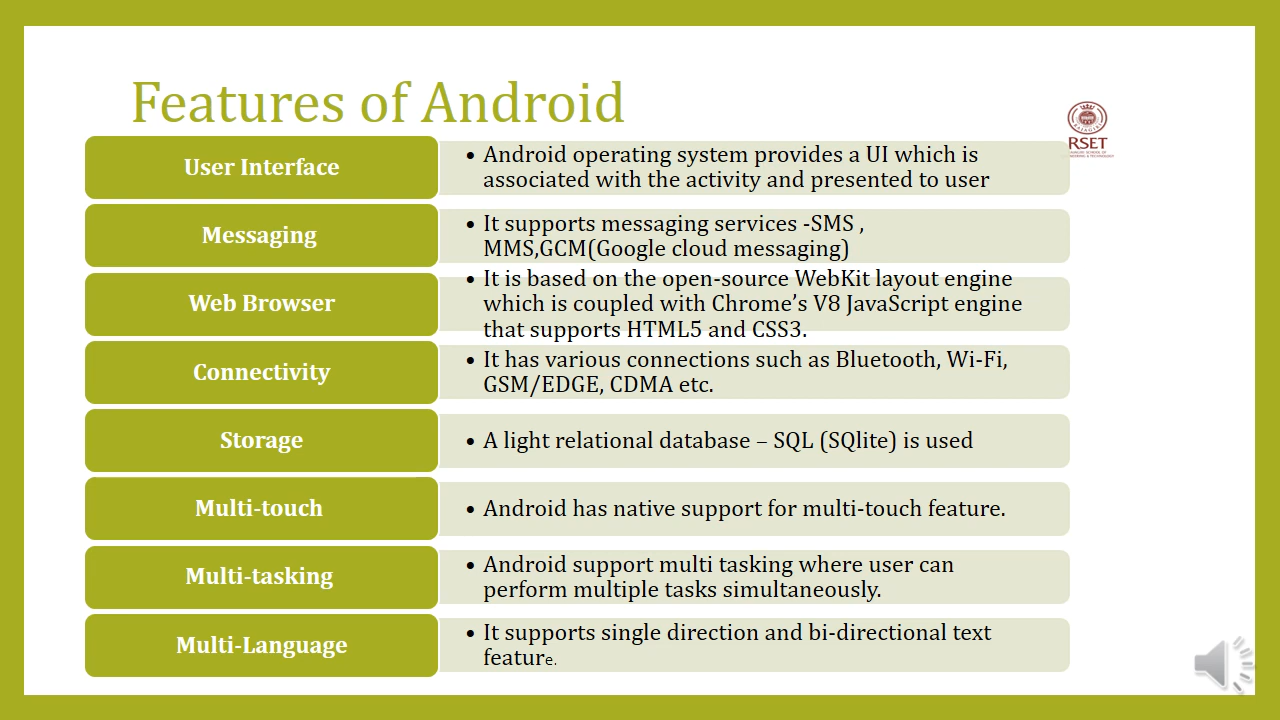 Features of Android
RSET
User Interface
• Android operating system provides a UI which is
associated with the activity and presented to user
Messaging
• It supports messaging services -SMS ,
MMS,GCM(Google cloud messaging)
Web Browser
• It is based on the open-source WebKit layout engine
which is coupled with Chrome’s V8 JavaScript engine
that supports HTML5 and CSS3.
Connectivity
• It has various connections such as Bluetooth, Wi-Fi,
GSM/EDGE, CDMA etc.
Storage
• A light relational database – SQL (SQlite) is used
Multi-touch
• Android has native support for multi-touch feature.
Multi-tasking
• Android support multi tasking where user can
perform multiple tasks simultaneously.
Multi-Language
• It supports single direction and bi-directional text
feature.